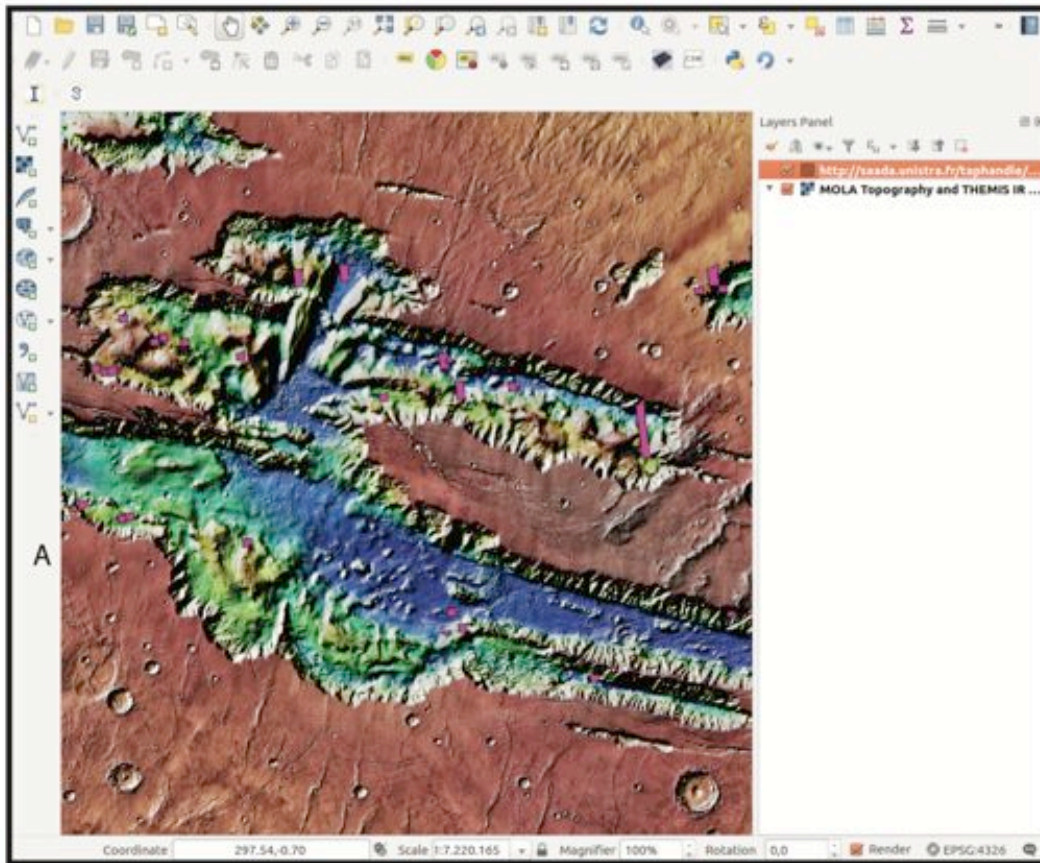 Layers Panel
http://saada.unistra.fr/taphandle/...
MOLA Topography and THEMIS IR ...
A
Coordinate 297.54,-0.70 Scale 1:7.220.165 Magnifier 100% Rotation 0,0 Render EPSG:4326